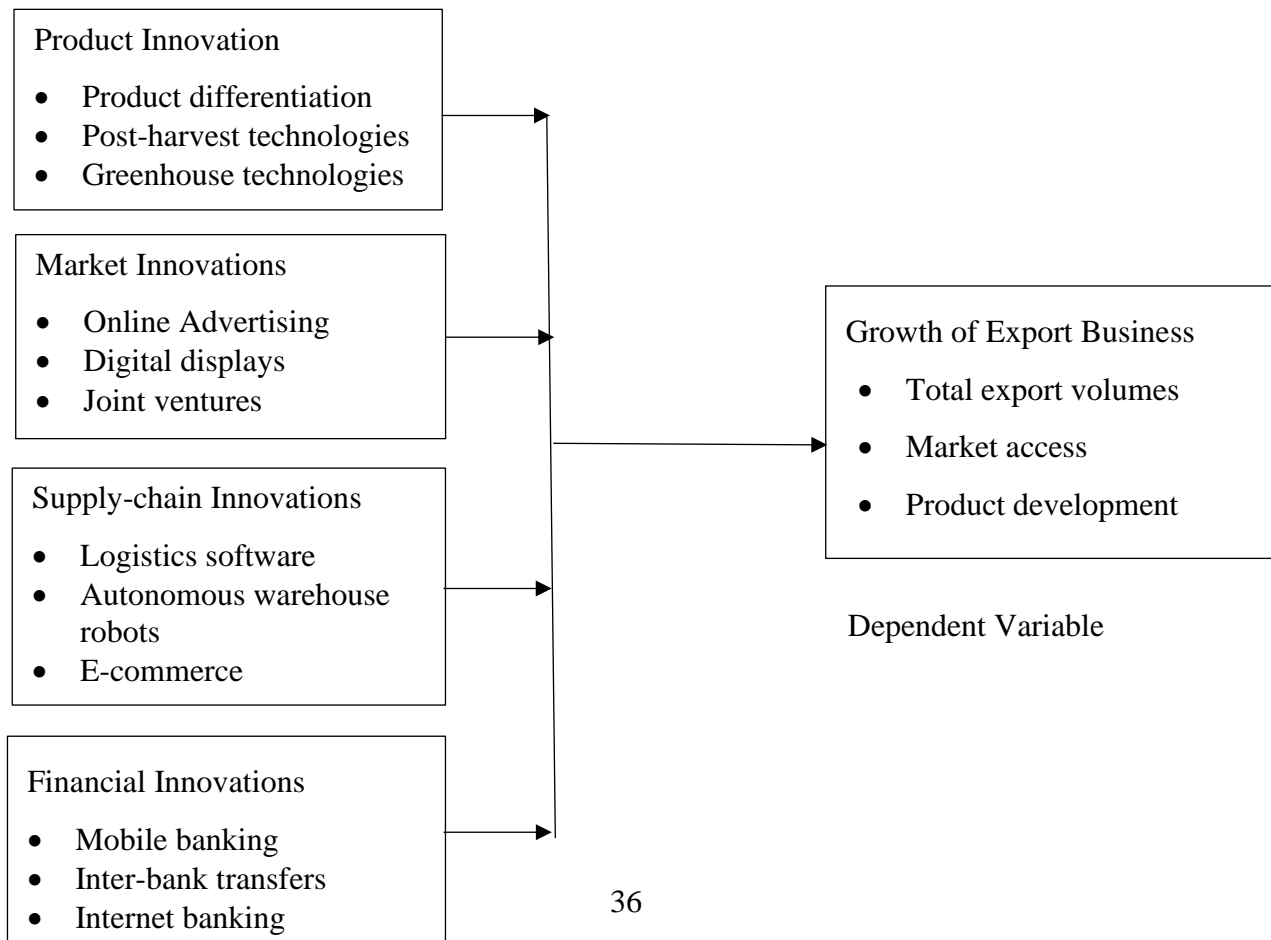 Product Innovation
• Product differentiation
• Post-harvest technologies
• Greenhouse technologies
Market Innovations
• Online Advertising
• Digital displays
• Joint ventures
Supply-chain Innovations
• Logistics software
• Autonomous warehouse
robots
• E-commerce
Financial Innovations
• Mobile banking
• Inter-bank transfers
• Internet banking
Growth of Export Business
• Total export volumes
• Market access
• Product development
Dependent Variable
36